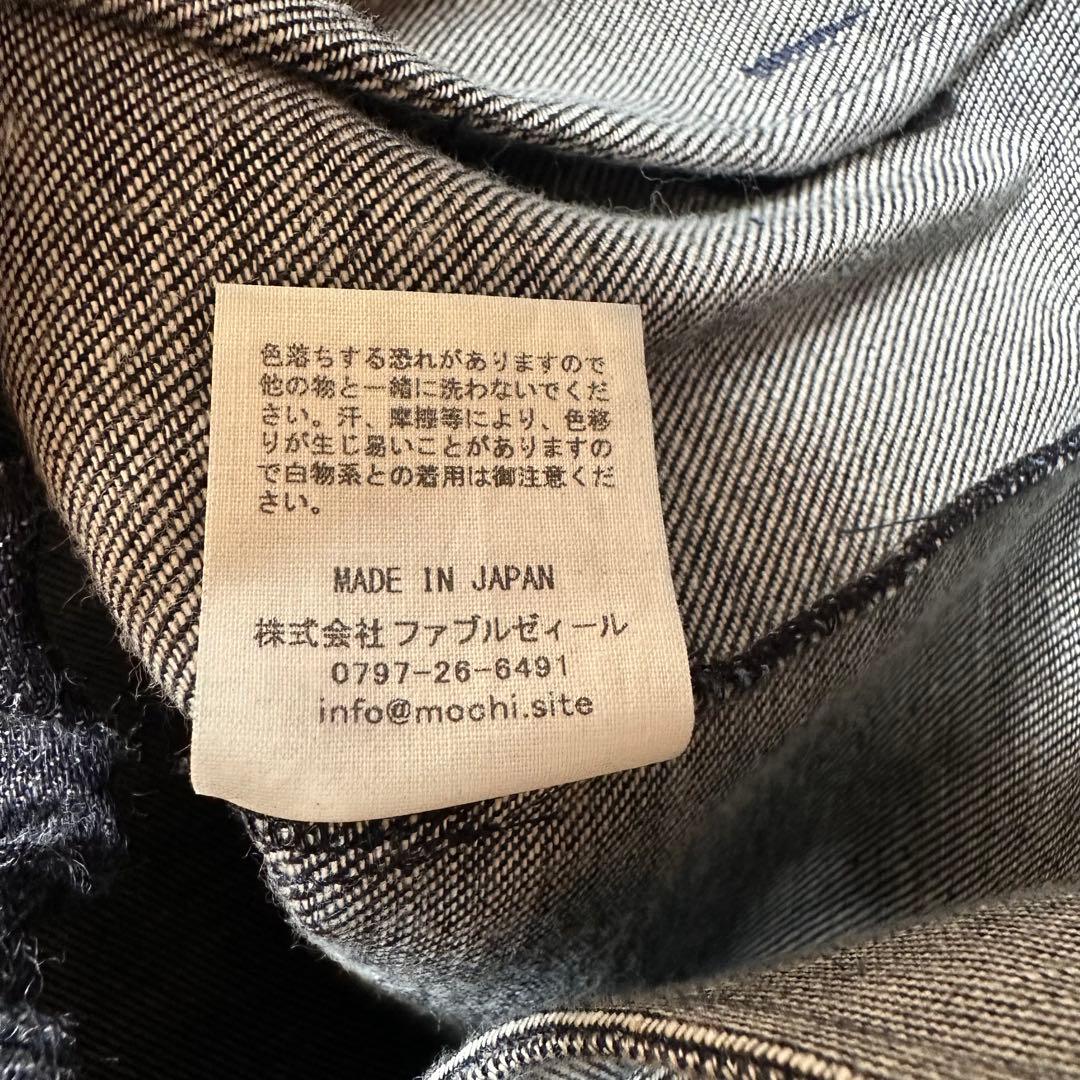 色落ちする恐れがありますので
他の物と一緒に洗わないでくだ
さい。汗、摩擦等により、色移
りが生じ易いことがありますの
で白物系との着用は御注意くだ
さい。
MADE IN JAPAN
株式会社ファブルゼィール
0797-26-6491
info@mochi.site